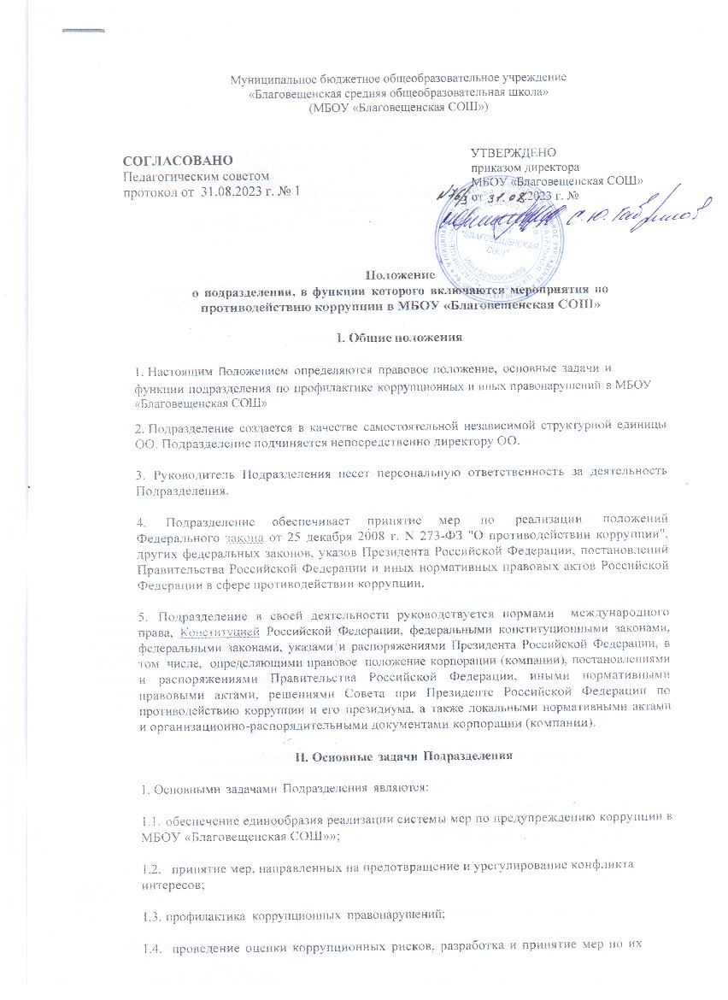 Муниципальное бюджетное общеобразовательное учреждение
«Благовещенская средняя общеобразовательная школа»
(МБОУ «Благовещенская СОШ»)
СОГЛАСОВАНО
Педагогическим советом
протокол от 31.08.2023 г. № 1
УТВЕРЖДЕНО
приказом директора
МБОУ «Благовещенская СОШ»
№76/3 от 31.08.2023 г. №
С.Ю. Гаврилов
"БЛАГОВЕЩЕНСКАЯ
СОШ"
Положение
о подразделении, в функции которого включаются мероприятия по
противодействию коррупции в МБОУ «Благовещенская СОШ»
I. Общие положения
1. Настоящим Положением определяются правовое положение, основные задачи и
функции подразделения по профилактике коррупционных и иных правонарушений в МБОУ
«Благовещенская СОШ»
2. Подразделение создается в качестве самостоятельной независимой структурной единицы
ОО. Подразделение подчиняется непосредственно директору ОО.
3. Руководитель Подразделения несет персональную ответственность за деятельность
Подразделения.
4. Подразделение обеспечивает принятие мер по реализации положений
Федерального закона от 25 декабря 2008 г. N 273-ФЗ "О противодействии коррупции",
других федеральных законов, указов Президента Российской Федерации, постановлений
Правительства Российской Федерации и иных нормативных правовых актов Российской
Федерации в сфере противодействии коррупции.
5. Подразделение в своей деятельности руководствуется нормами международного
права, Конституцией Российской Федерации, федеральными конституционными законами,
федеральными законами, указами и распоряжениями Президента Российской Федерации, в
том числе, определяющими правовое положение корпорации (компании), постановлениями
и распоряжениями Правительства Российской Федерации, иными нормативными
правовыми актами, решениями Совета при Президенте Российской Федерации по
противодействию коррупции и его президиума, а также локальными нормативными актами
и организационно-распорядительными документами корпорации (компании).
II. Основные задачи Подразделения
1. Основными задачами Подразделения являются:
1.1. обеспечение единообразия реализации системы мер по предупреждению коррупции в
МБОУ «Благовещенская СОШ»»;
1.2. принятие мер, направленных на предотвращение и урегулирование конфликта
интересов;
1.3. профилактика коррупционных правонарушений;
1.4. проведение оценки коррупционных рисков, разработка и принятие мер по их